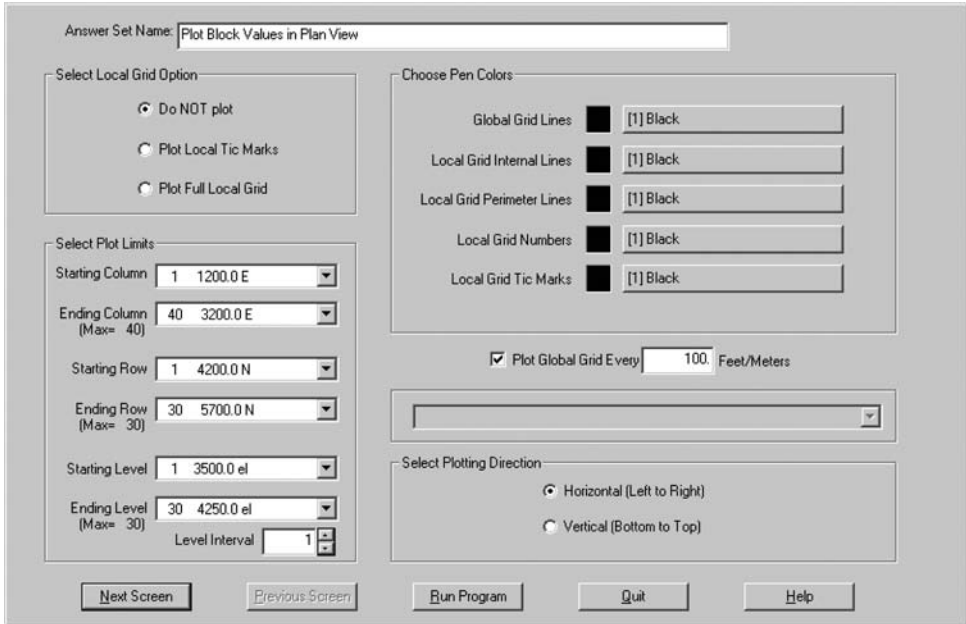 Answer Set Name: Plot Block Values in Plan View
Select Local Grid Option
Do NOT plot
Plot Local Tic Marks
Plot Full Local Grid
Choose Pen Colors
Global Grid Lines [1] Black
Local Grid Internal Lines [1] Black
Local Grid Perimeter Lines [1] Black
Local Grid Numbers [1] Black
Local Grid Tic Marks [1] Black
Select Plot Limits
Starting Column 1 1200.0 E
Ending Column 40 3200.0 E
(Max= 40)
Starting Row 1 4200.0 N
Ending Row 30 5700.0 N
(Max= 30)
Starting Level 1 3500.0 el
Ending Level 30 4250.0 el
(Max= 30)
Level Interval 1
Plot Global Grid Every 100. Feet/Meters
Select Plotting Direction
Horizontal (Left to Right)
Vertical (Bottom to Top)
Next Screen Previous Screen Run Program Quit Help